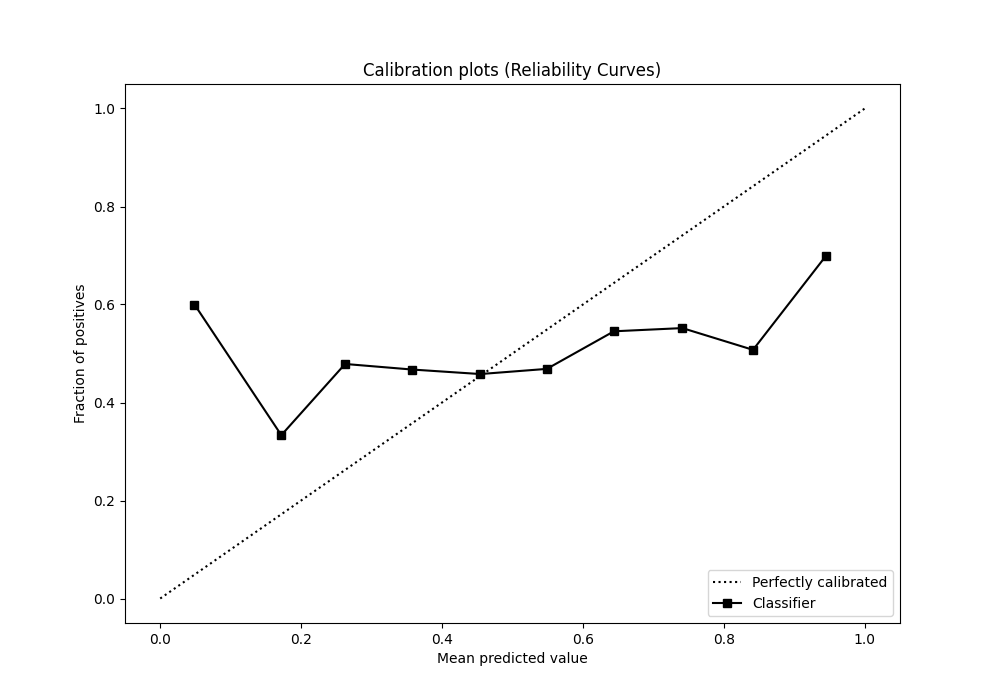 Calibration plots (Reliability Curves)
Fraction of positives
1.0
0.8
0.6
0.4
0.2
0.0
0.0 0.2 0.4 0.6 0.8 1.0
Mean predicted value
Perfectly calibrated
Classifier